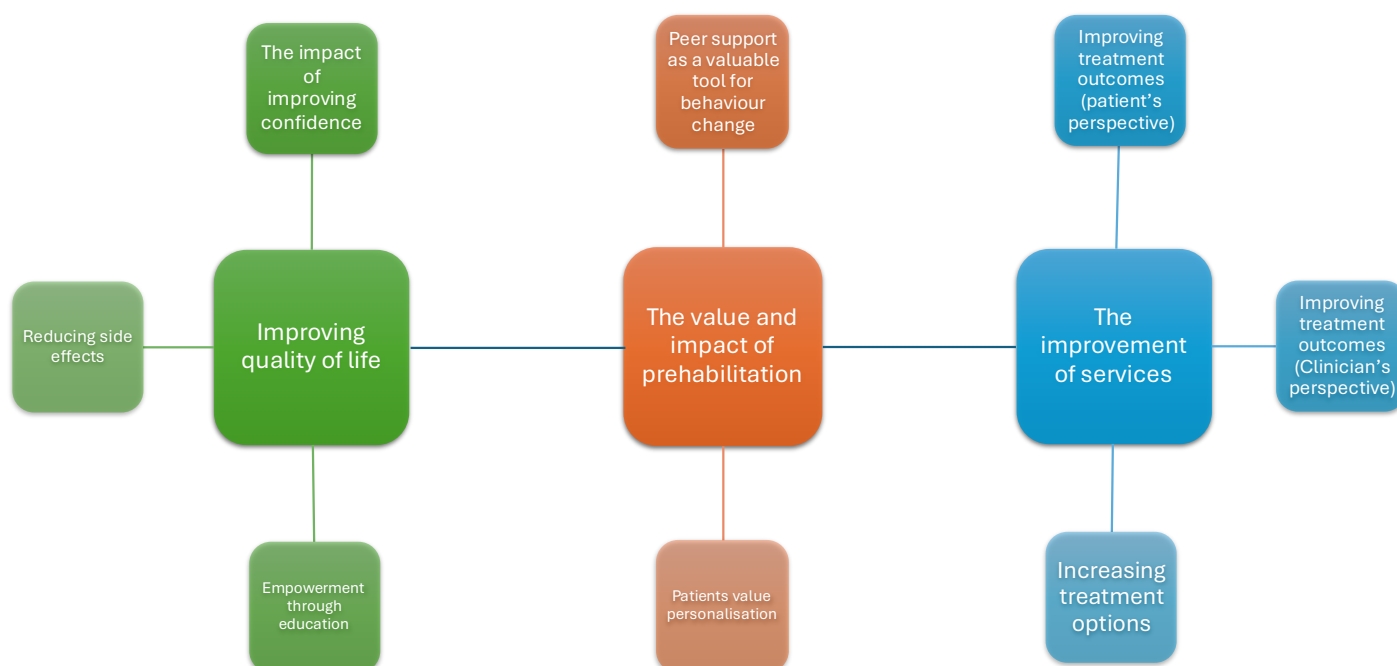 The impact
of
improving
confidence
Peer support
as a valuable
tool for
behaviour
change
Improving
treatment
outcomes
(patient’s
perspective)
Reducing side
effects
Improving
quality of life
The value and
impact of
prehabilitation
The
improvement
of services
Improving
treatment
outcomes
(Clinician’s
perspective)
Empowerment
through
education
Patients value
personalisation
Increasing
treatment
options